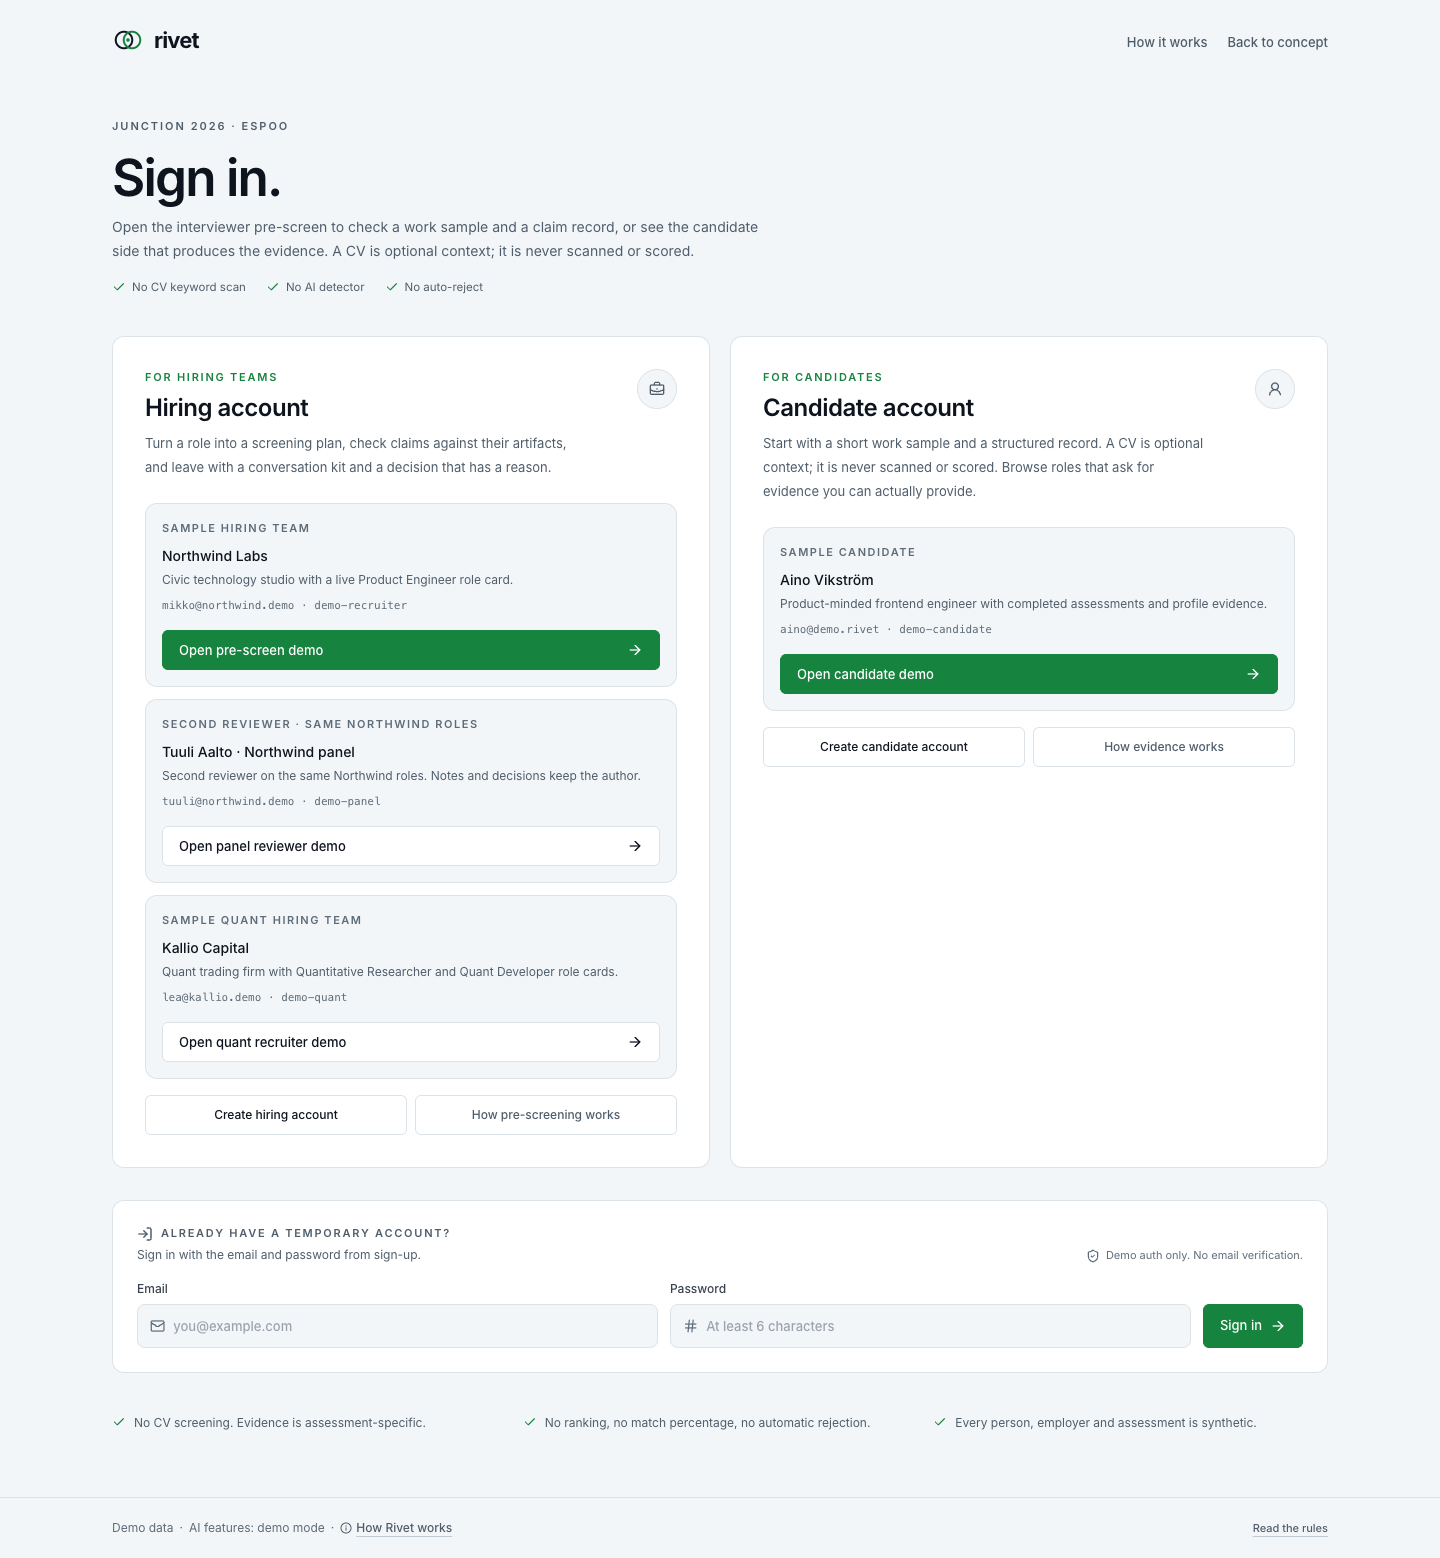 rivet
How it works
Back to concept
JUNCTION 2026 · ESPOO
Sign in.
Open the interviewer pre-screen to check a work sample and a claim record, or see the candidate
side that produces the evidence. A CV is optional context; it is never scanned or scored.
No CV keyword scan
No AI detector
No auto-reject
FOR HIRING TEAMS
Hiring account
Turn a role into a screening plan, check claims against their artifacts,
and leave with a conversation kit and a decision that has a reason.
SAMPLE HIRING TEAM
Northwind Labs
Civic technology studio with a live Product Engineer role card.
mikko@northwind.demo · demo-recruiter
Open pre-screen demo
SECOND REVIEWER · SAME NORTHWIND ROLES
Tuuli Aalto · Northwind panel
Second reviewer on the same Northwind roles. Notes and decisions keep the author.
tuuli@northwind.demo · demo-panel
Open panel reviewer demo
SAMPLE QUANT HIRING TEAM
Kallio Capital
Quant trading firm with Quantitative Researcher and Quant Developer role cards.
lea@kallio.demo · demo-quant
Open quant recruiter demo
Create hiring account
How pre-screening works
FOR CANDIDATES
Candidate account
Start with a short work sample and a structured record. A CV is optional
context; it is never scanned or scored. Browse roles that ask for
evidence you can actually provide.
SAMPLE CANDIDATE
Aino Vikström
Product-minded frontend engineer with completed assessments and profile evidence.
aino@demo.rivet · demo-candidate
Open candidate demo
Create candidate account
How evidence works
ALREADY HAVE A TEMPORARY ACCOUNT?
Sign in with the email and password from sign-up.
Demo auth only. No email verification.
Email
you@example.com
Password
At least 6 characters
Sign in
No CV screening. Evidence is assessment-specific.
No ranking, no match percentage, no automatic rejection.
Every person, employer and assessment is synthetic.
Demo data · AI features: demo mode · How Rivet works
Read the rules